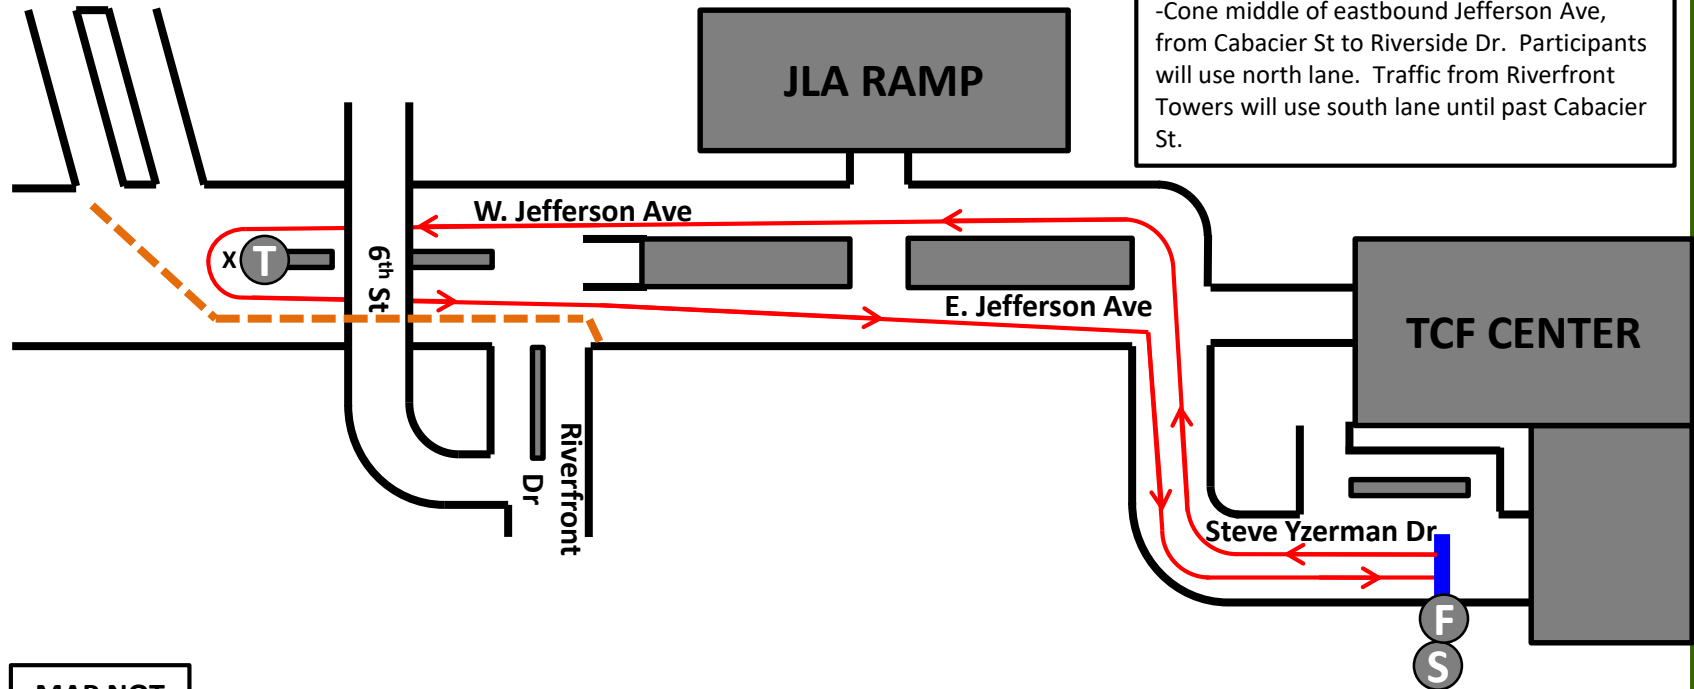 -Cone middle of eastbound Jefferson Ave,
from Cabacier St to Riverside Dr.  Participants
will use north lane.  Traffic from Riverfront
Towers will use south lane until past Cabacier
St.
JLA RAMP
W. Jefferson Ave
X
T
6th St
E. Jefferson Ave
TCF CENTER
Riverfront
Dr
Steve Yzerman Dr
F
S
MAP NOT